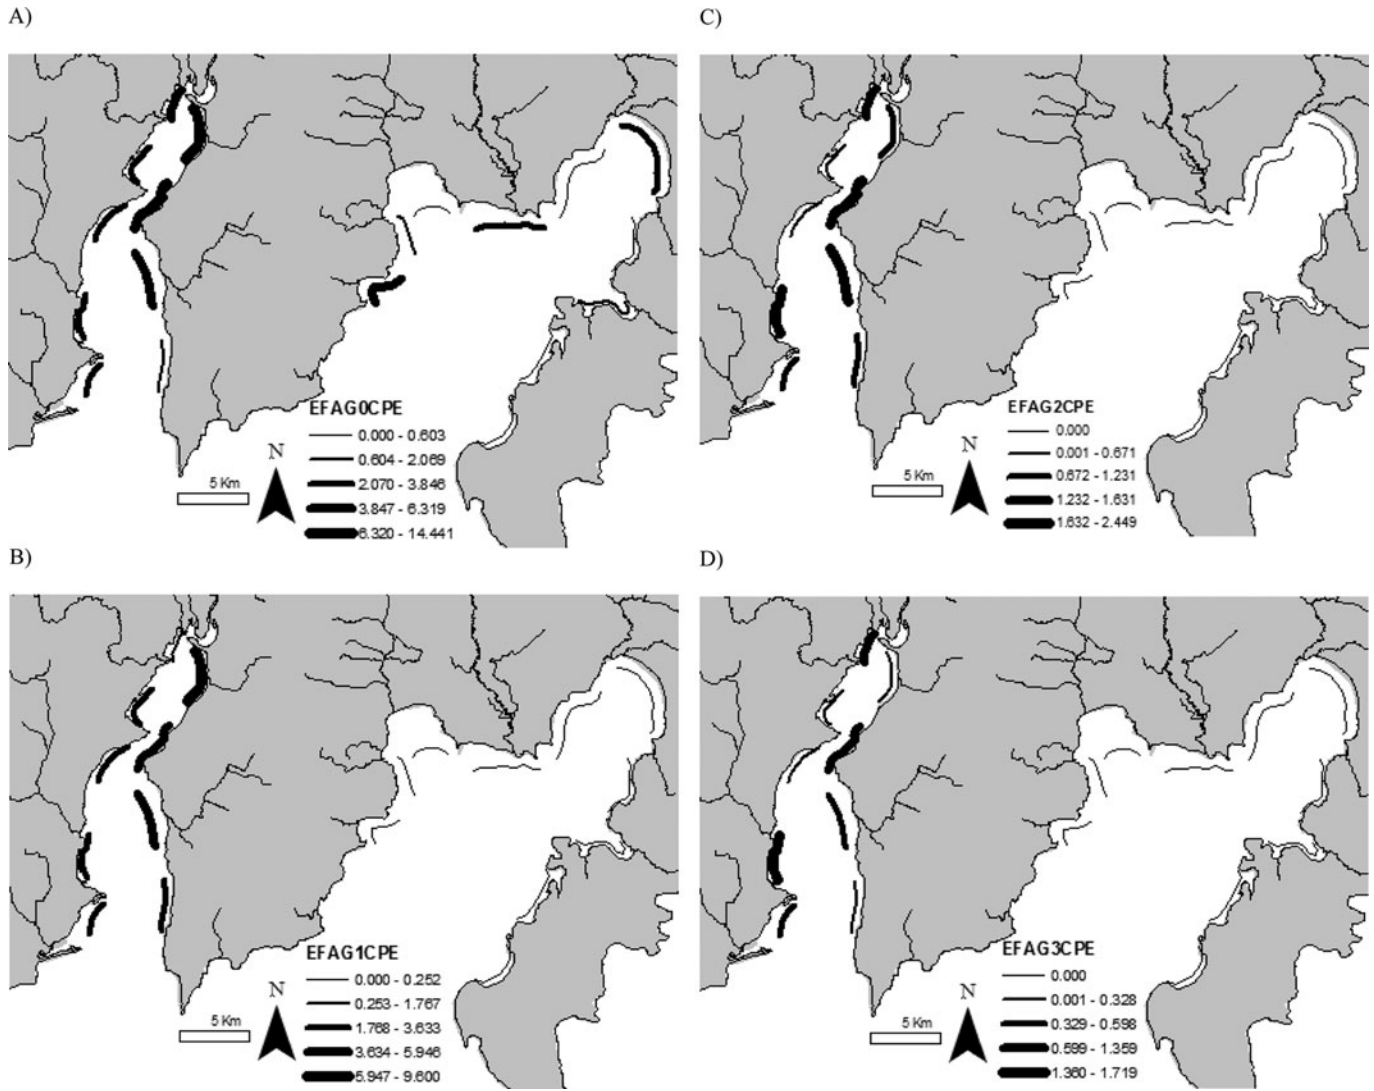 A)
N
5 Km
EFAG0CPE
0.000 - 0.603
0.604 - 2.069
2.070 - 3.846
3.847 - 6.319
6.320 - 14.441
C)
N
5 Km
EFAG2CPE
0.000
0.001 - 0.671
0.672 - 1.231
1.232 - 1.631
1.632 - 2.449
B)
N
5 Km
EFAG1CPE
0.000 - 0.252
0.253 - 1.767
1.768 - 3.633
3.634 - 5.946
5.947 - 9.600
D)
N
5 Km
EFAG3CPE
0.000
0.001 - 0.328
0.329 - 0.598
0.599 - 1.359
1.360 - 1.719